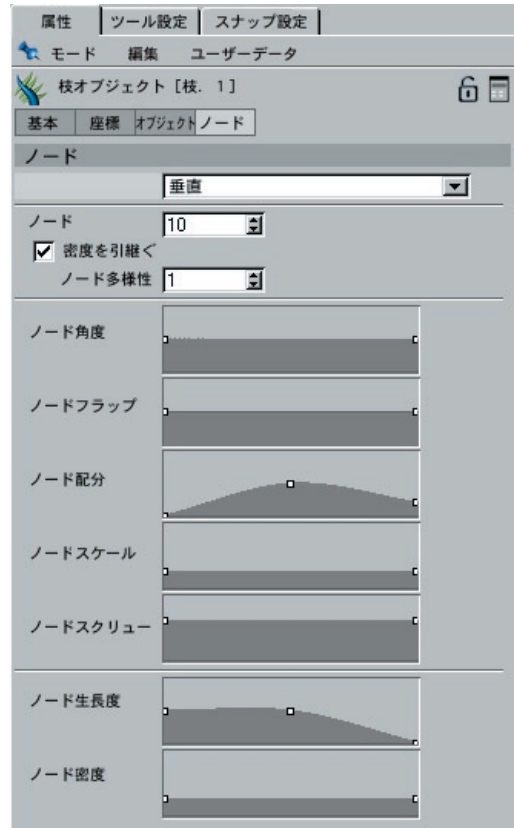 属性 ツール設定 スナップ設定
モード 編集 ユーザーデータ
枝オブジェクト [枝. 1]
基本 座標 オブジェクト ノード
ノード
垂直
ノード 10
密度を引継ぐ
ノード多様性 1
ノード角度
ノードフラップ
ノード配分
ノードスケール
ノードスクリュー
ノード生長度
ノード密度